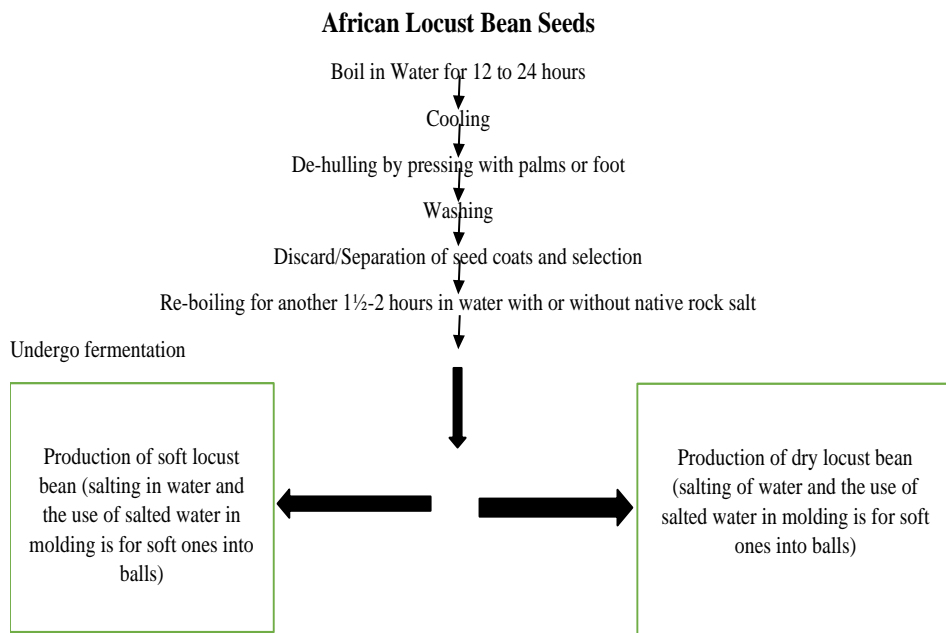 African Locust Bean Seeds
Boil in Water for 12 to 24 hours
Cooling
De-hulling by pressing with palms or foot
Washing
Discard/Separation of seed coats and selection
Re-boiling for another 1½-2 hours in water with or without native rock salt
Undergo fermentation
Production of soft locust
bean (salting in water and
the use of salted water in
molding is for soft ones into
balls)
Production of dry locust bean
(salting of water and the use of
salted water in molding is for soft
ones into balls)